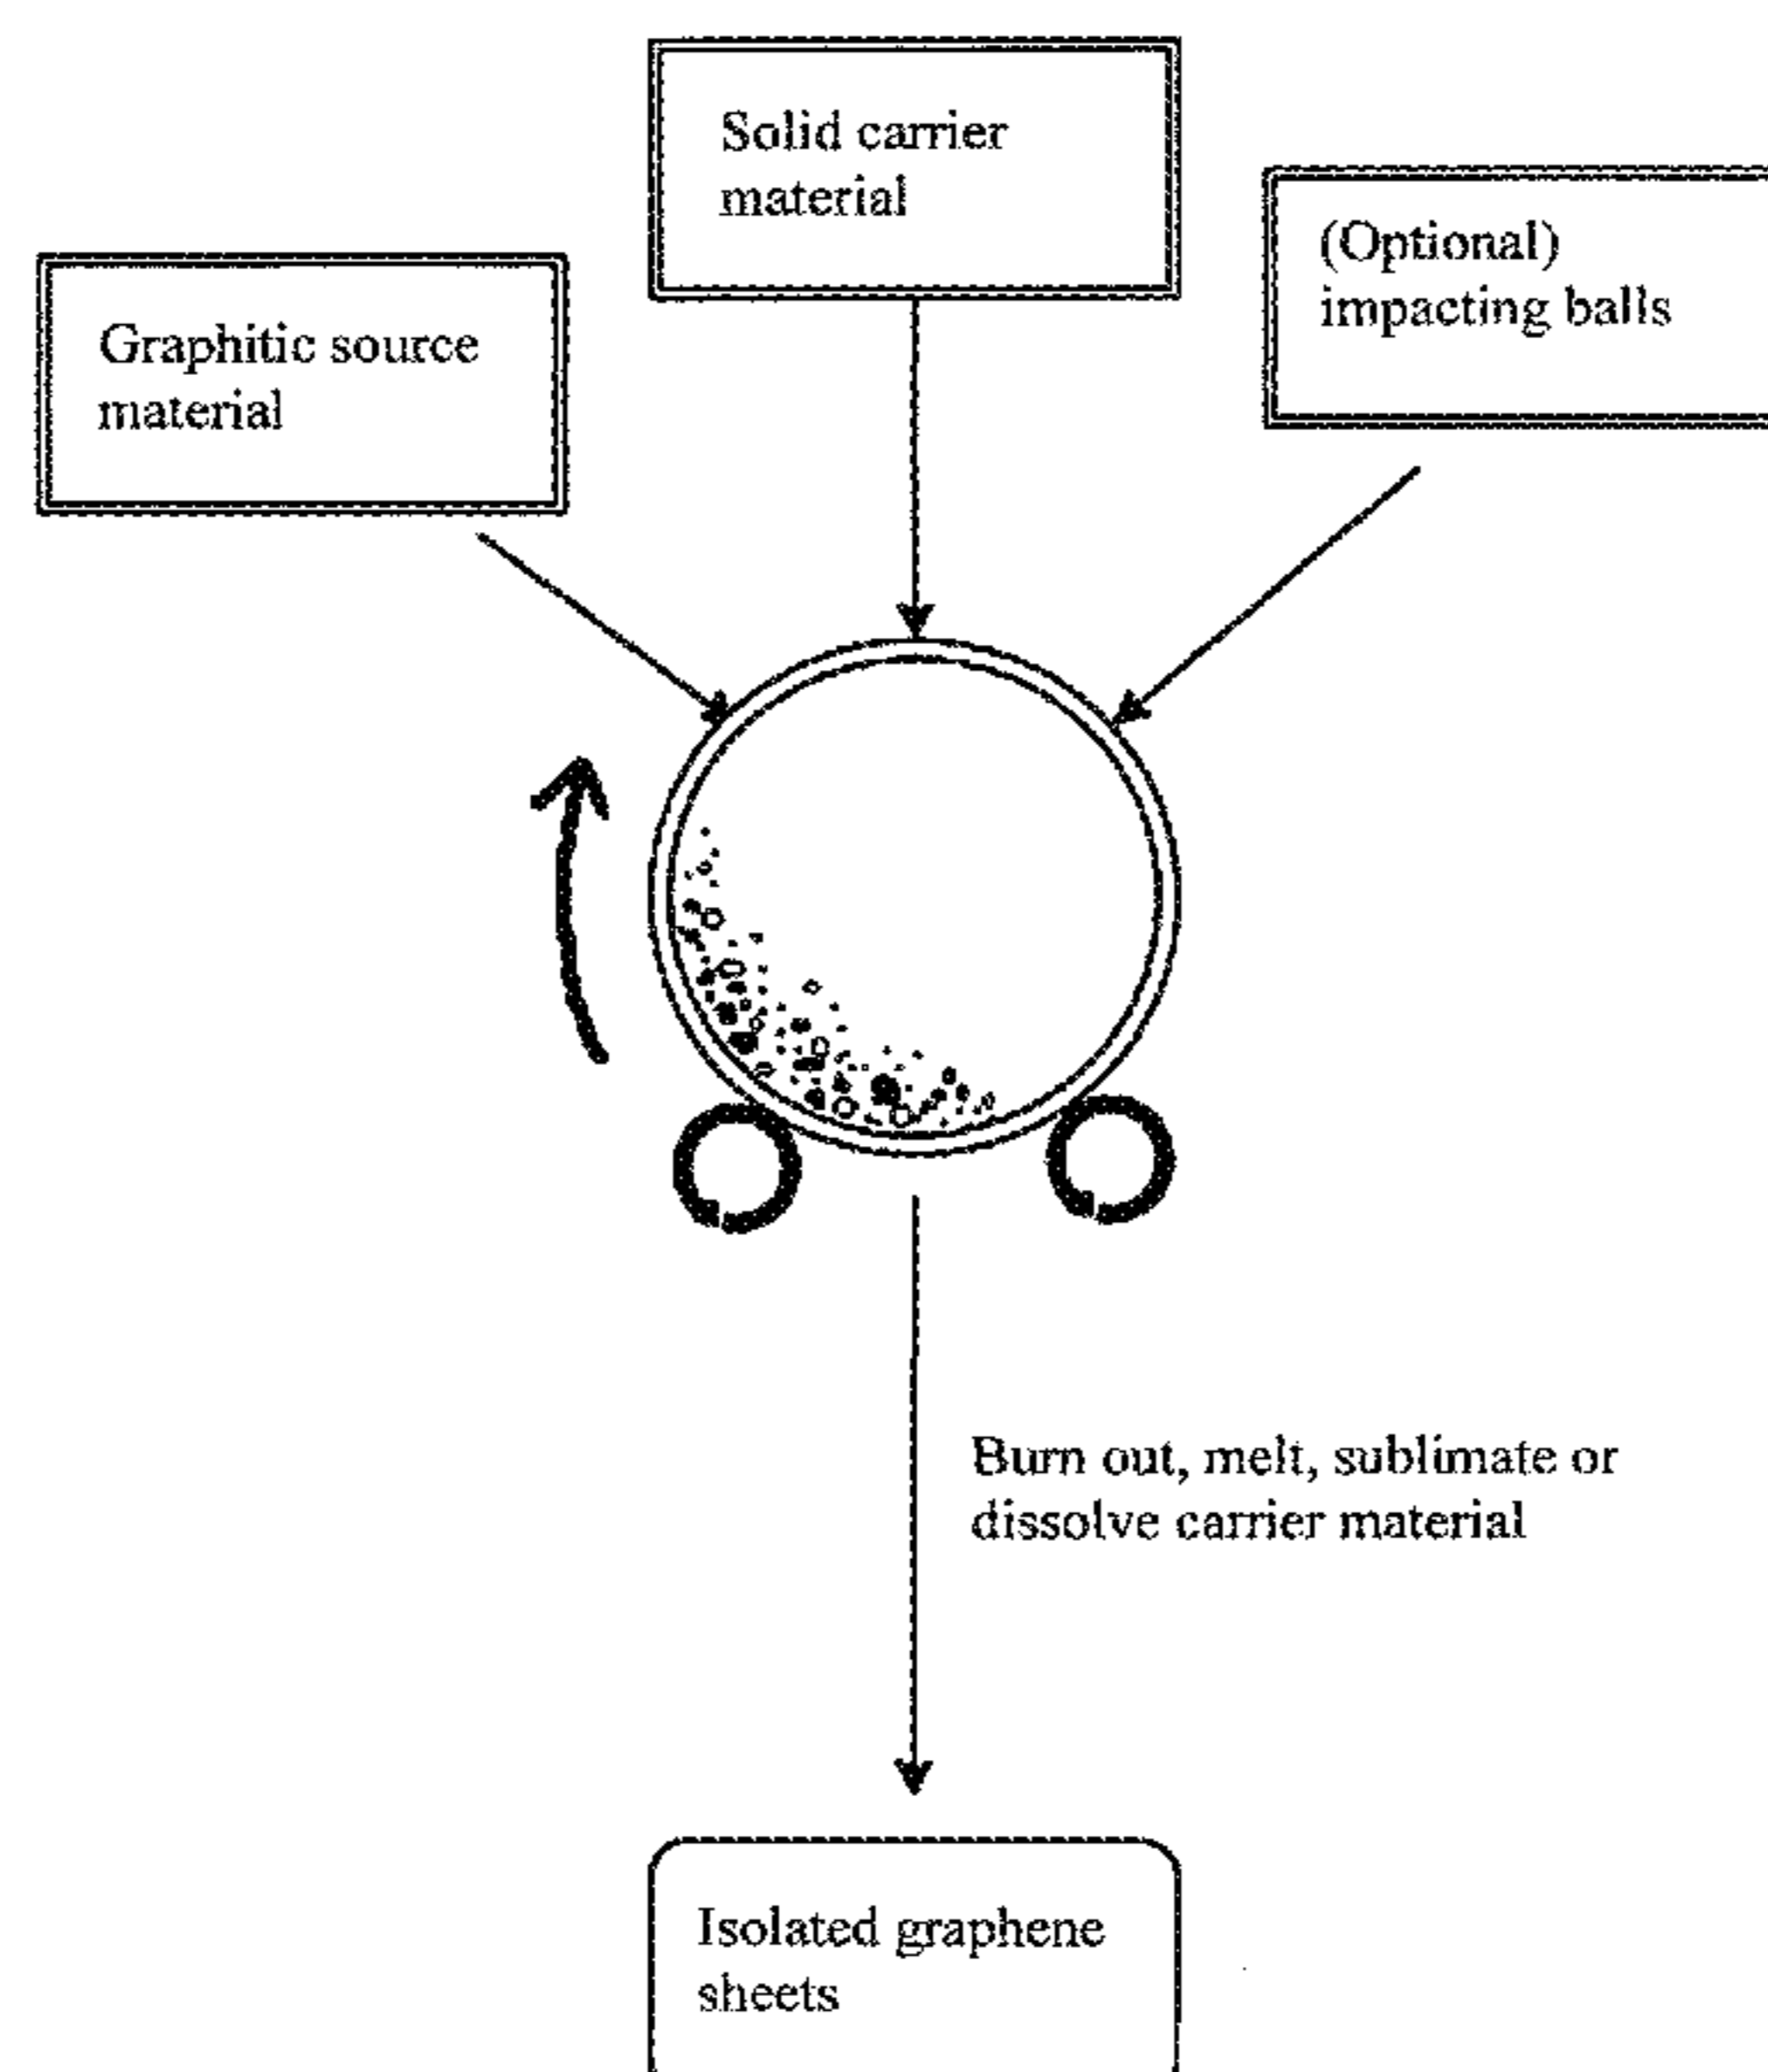 Solid carrier
material
(Optional)
impacting balls
Graphitic source
material
Burn out, melt, sublimate or
dissolve carrier material
Isolated graphene
sheets